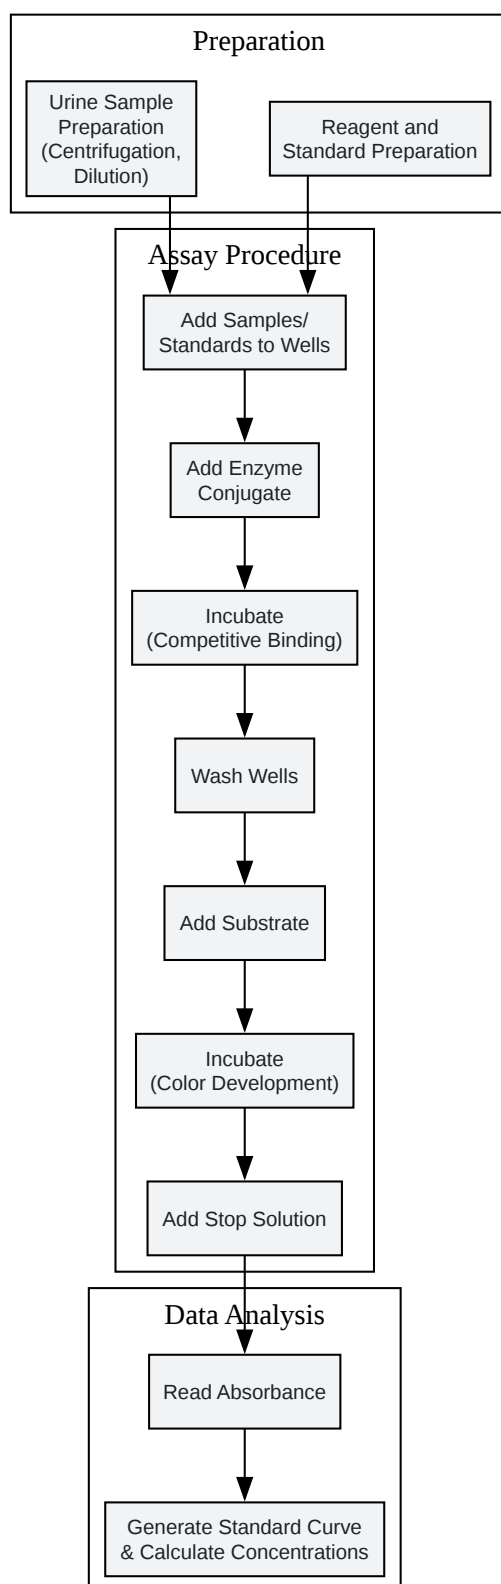 Preparation
Urine Sample
Preparation
(Centrifugation,
Dilution)
Reagent and
Standard Preparation
Assay Procedure
Add Samples/
Standards to Wells
Add Enzyme
Conjugate
Incubate
(Competitive Binding)
Wash Wells
Add Substrate
Incubate
(Color Development)
Add Stop Solution
Data Analysis
Read Absorbance
Generate Standard Curve
& Calculate Concentrations